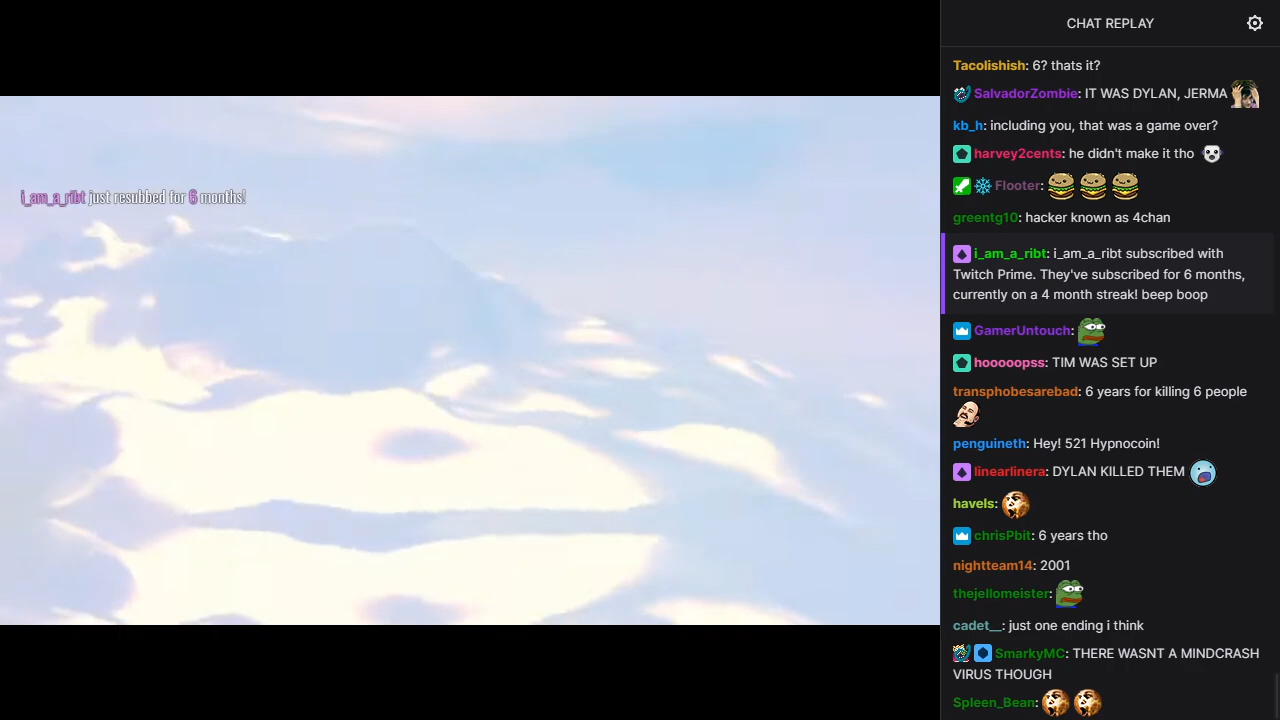 i_am_a_ribt just resubbed for 6 months!
CHAT REPLAY
Tacolishish: 6? thats it?
SalvadorZombie: IT WAS DYLAN, JERMA
kb_h: including you, that was a game over?
harvey2cents: he didn't make it tho
Flooter:
greentg10: hacker known as 4chan
i_am_a_ribt: i_am_a_ribt subscribed with
Twitch Prime. They've subscribed for 6 months,
currently on a 4 month streak! beep boop
GamerUntouch:
hooooopss: TIM WAS SET UP
transphobesarebad: 6 years for killing 6 people
penguineth: Hey! 521 Hypnocoin!
linearlinera: DYLAN KILLED THEM
havels:
chrisPbit: 6 years tho
nightteam14: 2001
thejellomeister:
cadet__: just one ending i think
SmarkyMC: THERE WASNT A MINDCRASH
VIRUS THOUGH
Spleen_Bean: